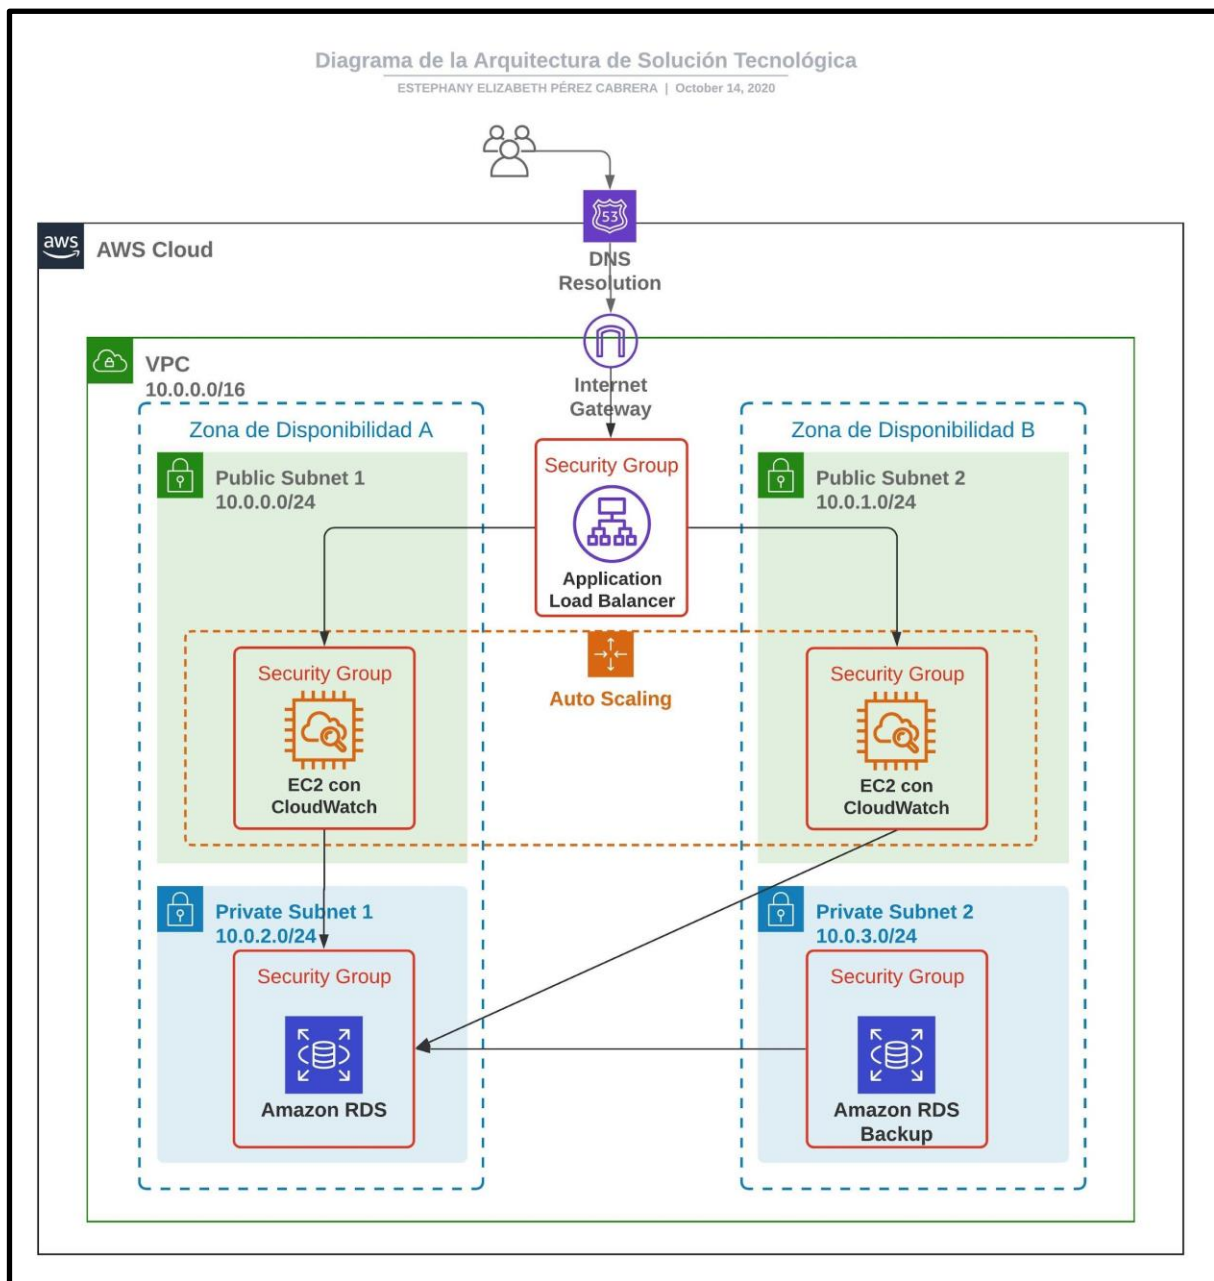 Diagrama de la Arquitectura de Solución Tecnológica
ESTEPHANY ELIZABETH PÉREZ CABRERA | October 14, 2020
53
aws
AWS Cloud
DNS
Resolution
VPC
10.0.0.0/16
Internet
Gateway
Zona de Disponibilidad A
Zona de Disponibilidad B
Public Subnet 1
10.0.0.0/24
Security Group
Application
Load Balancer
Public Subnet 2
10.0.1.0/24
Auto Scaling
Security Group
EC2 con
CloudWatch
Security Group
EC2 con
CloudWatch
Private Subnet 1
10.0.2.0/24
Security Group
Amazon RDS
Private Subnet 2
10.0.3.0/24
Security Group
Amazon RDS
Backup